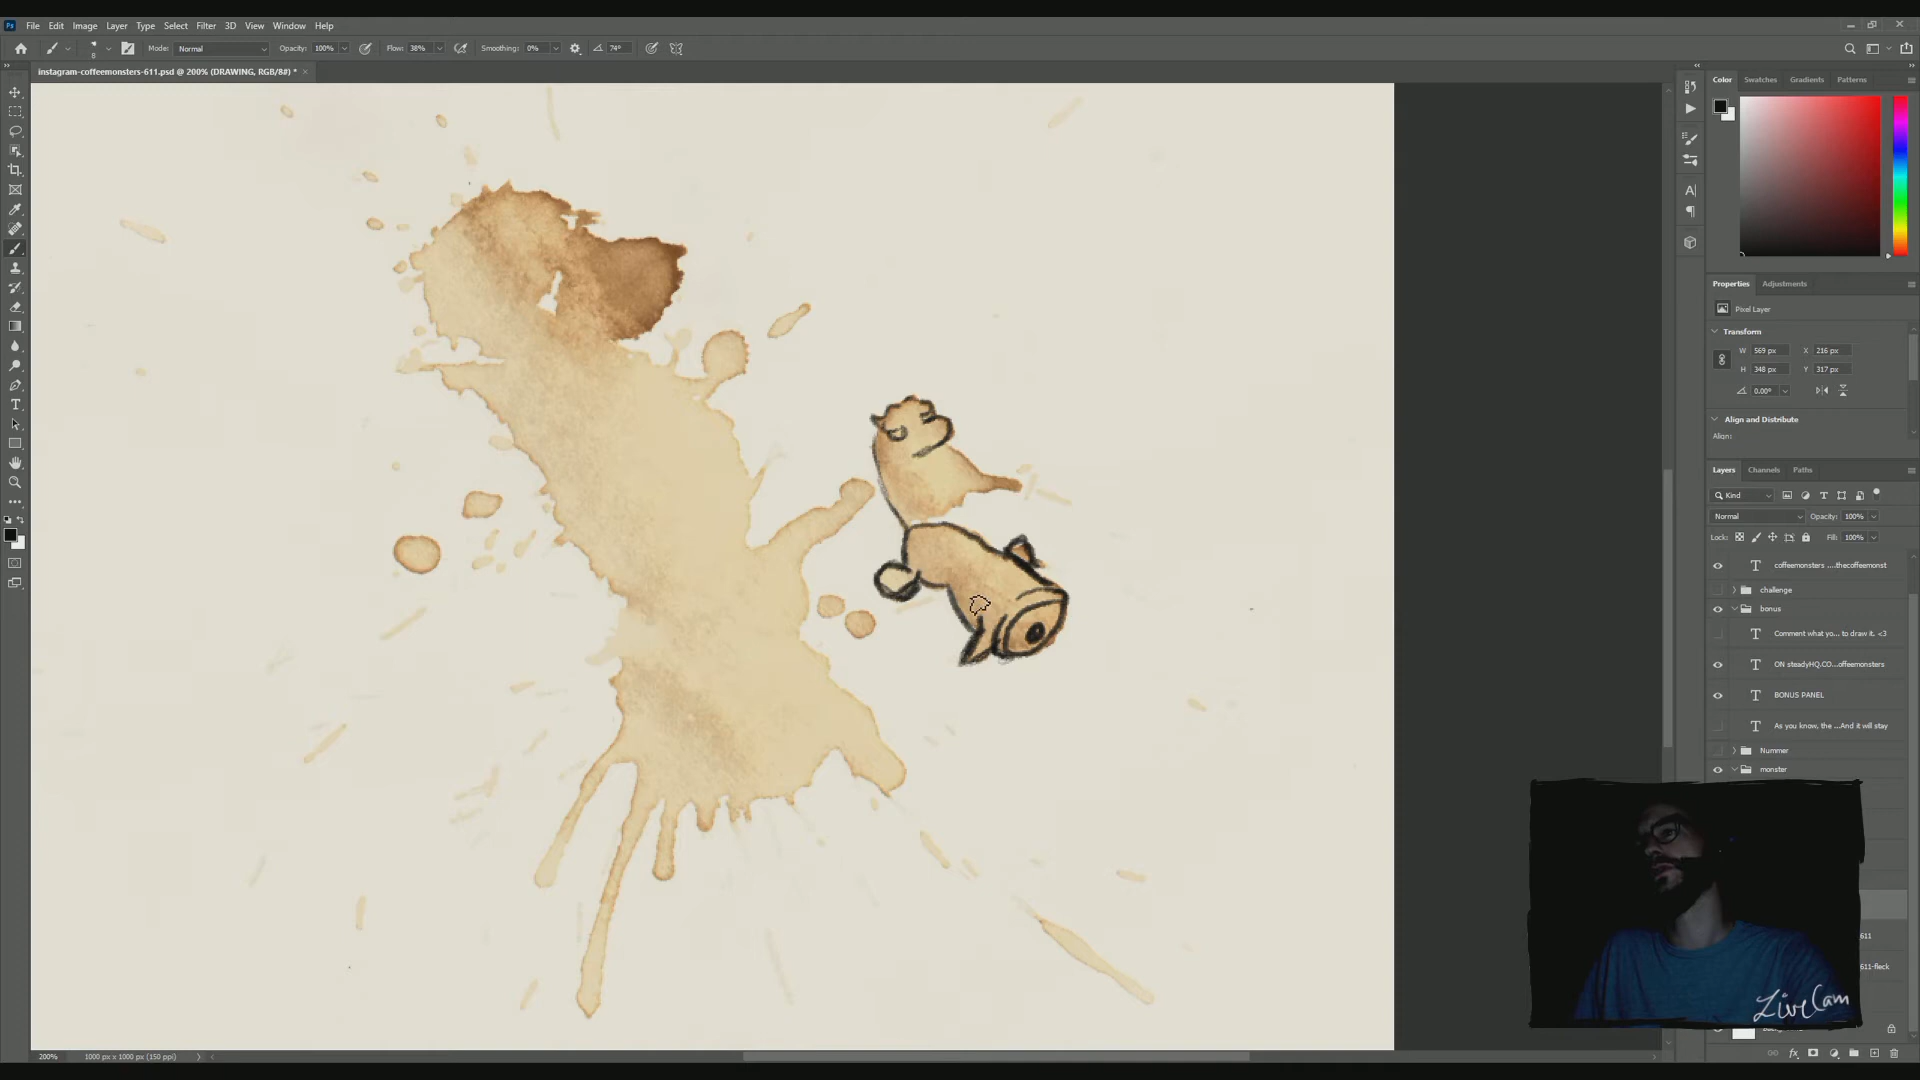 Ps File Edit Image Layer Type Select Filter 3D View Window Help
8 Mode: Normal Opacity: 100% Flow: 38% Smoothing: 0% 74°
instagram-coffeemonsters-611.psd @ 200% (DRAWING, RGB/8#) * ×
Color Swatches Gradients Patterns
Properties Adjustments
Pixel Layer
Transform
W 569 px X 216 px
H 348 px Y 317 px
0.00°
Align and Distribute
Align:
Layers Channels Paths
Kind
Normal Opacity: 100%
Lock: Fill: 100%
coffeemonsters ....thecoffeemonst
challenge
bonus
Comment what yo... to draw it. <3
ON steadyHQ.CO...offeemonsters
BONUS PANEL
As you know, the ...And it will stay
Nummer
monster
611
611-fleck
LiveCam
200% 1000 px x 1000 px (150 ppi)